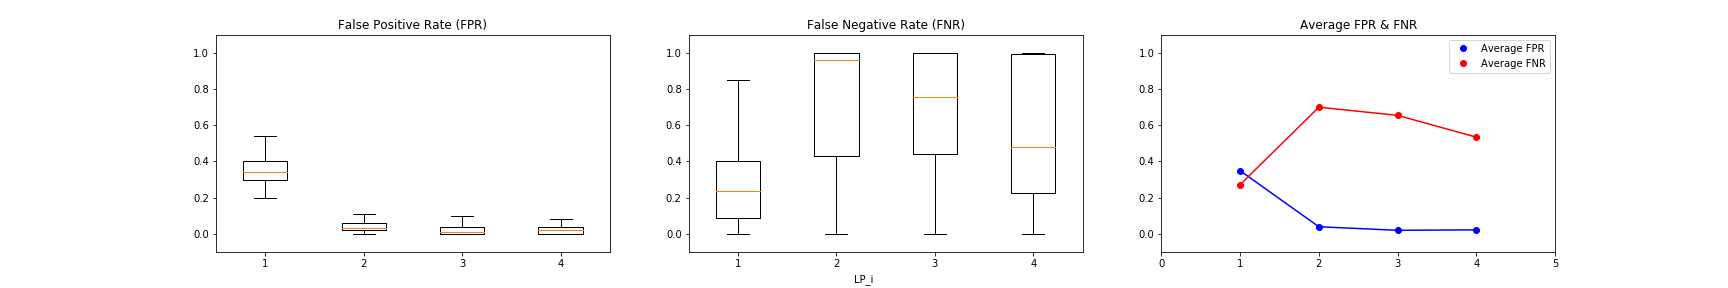 False Positive Rate (FPR)
1.0
0.8
0.6
0.4
0.2
0.0
1 2 3 4
False Negative Rate (FNR)
1.0
0.8
0.6
0.4
0.2
0.0
1 2 3 4
LP_i
Average FPR & FNR
Average FPR
Average FNR
1.0
0.8
0.6
0.4
0.2
0.0
0 1 2 3 4 5